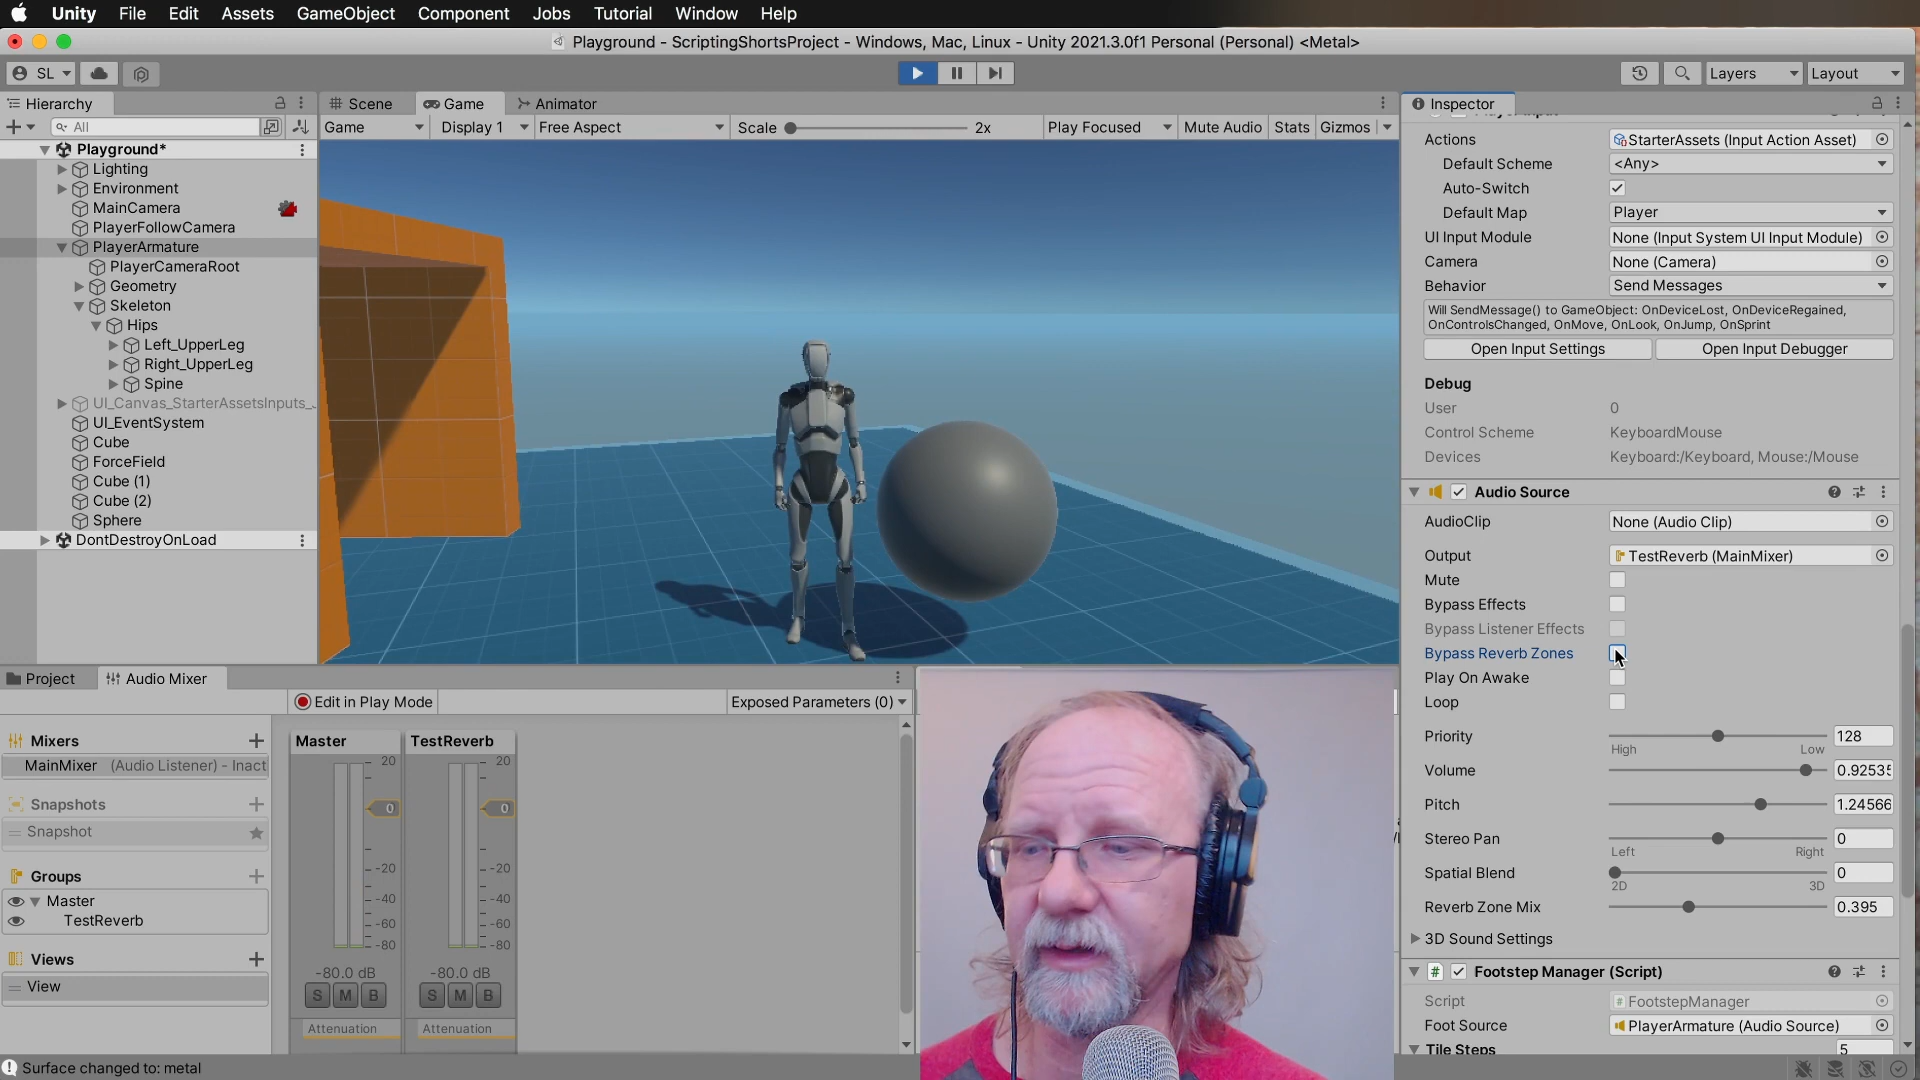 Unity File Edit Assets GameObject Component Jobs Tutorial Window Help
Playground - ScriptingShortsProject - Windows, Mac, Linux - Unity 2021.3.0f1 Personal (Personal) <Metal>
SL
Layers
Layout
Hierarchy
All
Playground*
Lighting
Environment
MainCamera
PlayerFollowCamera
PlayerArmature
PlayerCameraRoot
Geometry
Skeleton
Hips
Left_UpperLeg
Right_UpperLeg
Spine
UI_Canvas_StarterAssetsInputs_
UI_EventSystem
Cube
ForceField
Cube (1)
Cube (2)
Sphere
DontDestroyOnLoad
Scene Game Animator
Game Display 1 Free Aspect Scale 2x Play Focused Mute Audio Stats Gizmos
Inspector
Actions StarterAssets (Input Action Asset)
Default Scheme <Any>
Auto-Switch
Default Map Player
UI Input Module None (Input System UI Input Module)
Camera None (Camera)
Behavior Send Messages
Will SendMessage() to GameObject: OnDeviceLost, OnDeviceRegained,
OnControlsChanged, OnMove, OnLook, OnJump, OnSprint
Open Input Settings Open Input Debugger
Debug
User 0
Control Scheme KeyboardMouse
Devices Keyboard:/Keyboard, Mouse:/Mouse
Audio Source
AudioClip None (Audio Clip)
Output TestReverb (MainMixer)
Mute
Bypass Effects
Bypass Listener Effects
Bypass Reverb Zones
Play On Awake
Loop
Priority 128
High Low
Volume 0.92535
Pitch 1.24566
Stereo Pan 0
Left Right
Spatial Blend 0
2D 3D
Reverb Zone Mix 0.395
3D Sound Settings
# Footstep Manager (Script)
Script # FootstepManager
Foot Source PlayerArmature (Audio Source)
Tile Steps 5
Project Audio Mixer
Edit in Play Mode Exposed Parameters (0)
Mixers
MainMixer (Audio Listener) - Inact
Snapshots
Snapshot
Groups
Master
TestReverb
Views
View
Master TestReverb
20 20
0 0
-20 -20
-40 -40
-60 -60
-80 -80
-80.0 dB -80.0 dB
S M B S M B
Attenuation Attenuation
Surface changed to: metal